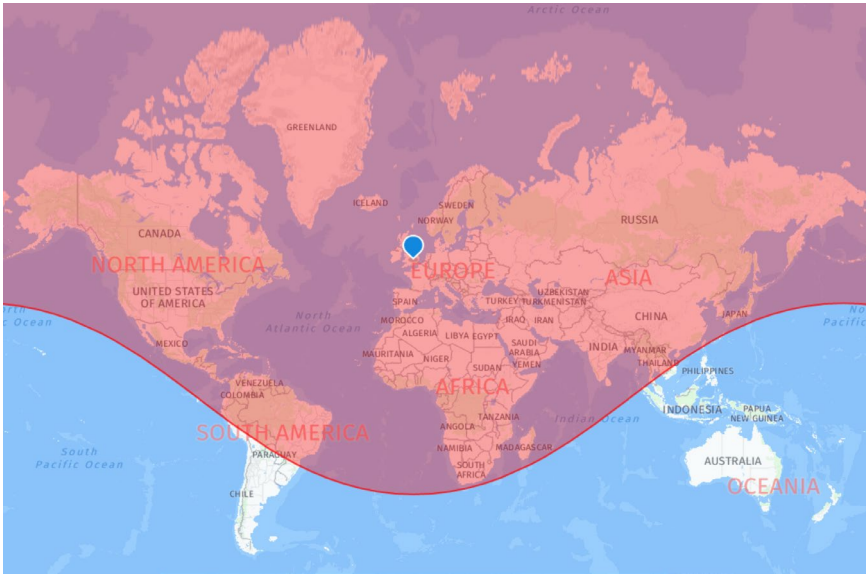 Arctic Ocean
GREENLAND
ICELAND
SWEDEN
NORWAY
RUSSIA
CANADA
NORTH AMERICA
EUROPE
ASIA
UNITED STATES
OF AMERICA
SPAIN
TURKEY
UZBEKISTAN
TURKMENISTAN
CHINA
JAPAN
North
Atlantic Ocean
MOROCCO
ALGERIA
LIBYA
EGYPT
IRAQ
IRAN
MEXICO
MAURITANIA
NIGER
SAUDI
ARABIA
YEMEN
INDIA
MYANMAR
THAILAND
PHILIPPINES
SUDAN
VENEZUELA
COLOMBIA
AFRICA
TANZANIA
ANGOLA
Indian Ocean
INDONESIA
PAPUA
NEW GUINEA
SOUTH AMERICA
South
Pacific Ocean
PARAGUAY
NAMIBIA
MADAGASCAR
SOUTH
AFRICA
AUSTRALIA
OCEANIA
CHILE